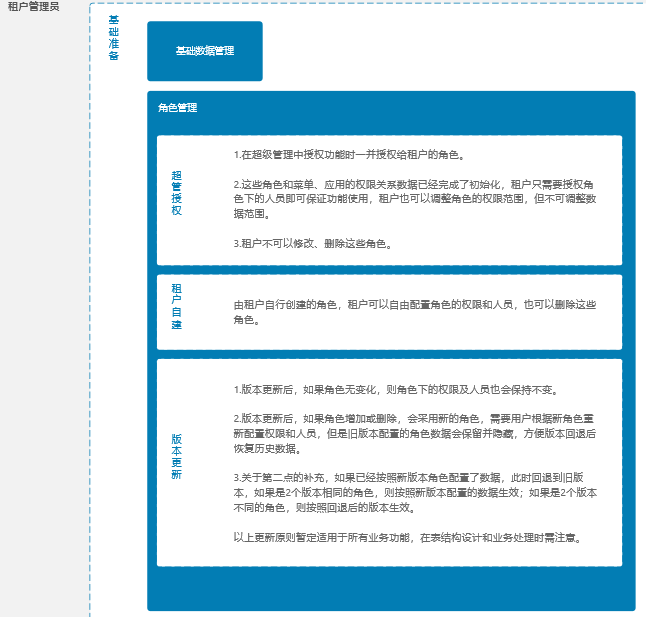 租户管理员
基础准备
基础数据管理
角色管理
超管授权
1.在超级管理中授权功能时一并授权给租户的角色。
2.这些角色和菜单、应用的权限关系数据已经完成了初始化，租户只需要授权角
色下的人员即可保证功能使用，租户也可以调整角色的权限范围，但不可调整数
据范围。
3.租户不可以修改、删除这些角色。
租户自建
由租户自行创建的角色，租户可以自由配置角色的权限和人员，也可以删除这些
角色。
版本更新
1.版本更新后，如果角色无变化，则角色下的权限及人员也会保持不变。
2.版本更新后，如果角色增加或删除，会采用新的角色，需要用户根据新角色重
新配置权限和人员，但是旧版本配置的角色数据会保留并隐藏，方便版本回退后
恢复历史数据。
3.关于第二点的补充，如果已经按照新版本角色配置了数据，此时回退到旧版
本，如果是2个版本相同的角色，则按照新版本配置的数据生效；如果是2个版本
不同的角色，则按照回退后的版本生效。
以上更新原则暂定适用于所有业务功能，在表结构设计和业务处理时需注意。